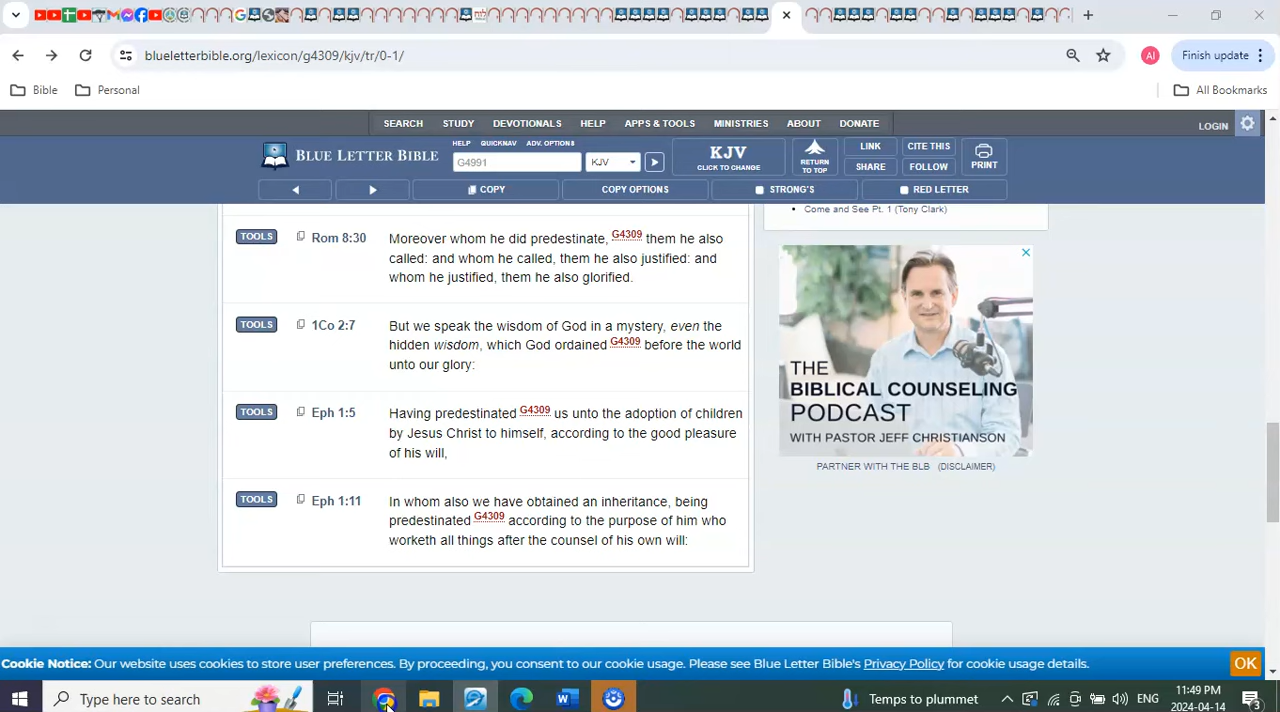 blueletterbible.org/lexicon/g4309/kjv/tr/0-1/
AI
Finish update
Bible
Personal
All Bookmarks
SEARCH STUDY DEVOTIONALS HELP APPS & TOOLS MINISTRIES ABOUT DONATE
LOGIN
BLUE LETTER BIBLE
HELP QUICKNAV ADV. OPTIONS
G4991
KJV
KJV
CLICK TO CHANGE
RETURN
TO TOP
LINK
CITE THIS
SHARE
FOLLOW
PRINT
COPY
COPY OPTIONS
STRONG'S
RED LETTER
Come and See Pt. 1 (Tony Clark)
TOOLS Rom 8:30 Moreover whom he did predestinate, G4309 them he also
called: and whom he called, them he also justified: and
whom he justified, them he also glorified.
TOOLS 1Co 2:7 But we speak the wisdom of God in a mystery, even the
hidden wisdom, which God ordained G4309 before the world
unto our glory:
TOOLS Eph 1:5 Having predestinated G4309 us unto the adoption of children
by Jesus Christ to himself, according to the good pleasure
of his will,
TOOLS Eph 1:11 In whom also we have obtained an inheritance, being
predestinated G4309 according to the purpose of him who
worketh all things after the counsel of his own will:
THE
BIBLICAL COUNSELING
PODCAST
WITH PASTOR JEFF CHRISTIANSON
PARTNER WITH THE BLB (DISCLAIMER)
Cookie Notice: Our website uses cookies to store user preferences. By proceeding, you consent to our cookie usage. Please see Blue Letter Bible's Privacy Policy for cookie usage details.
OK
Type here to search
Temps to plummet
ENG
11:49 PM
2024-04-14
3